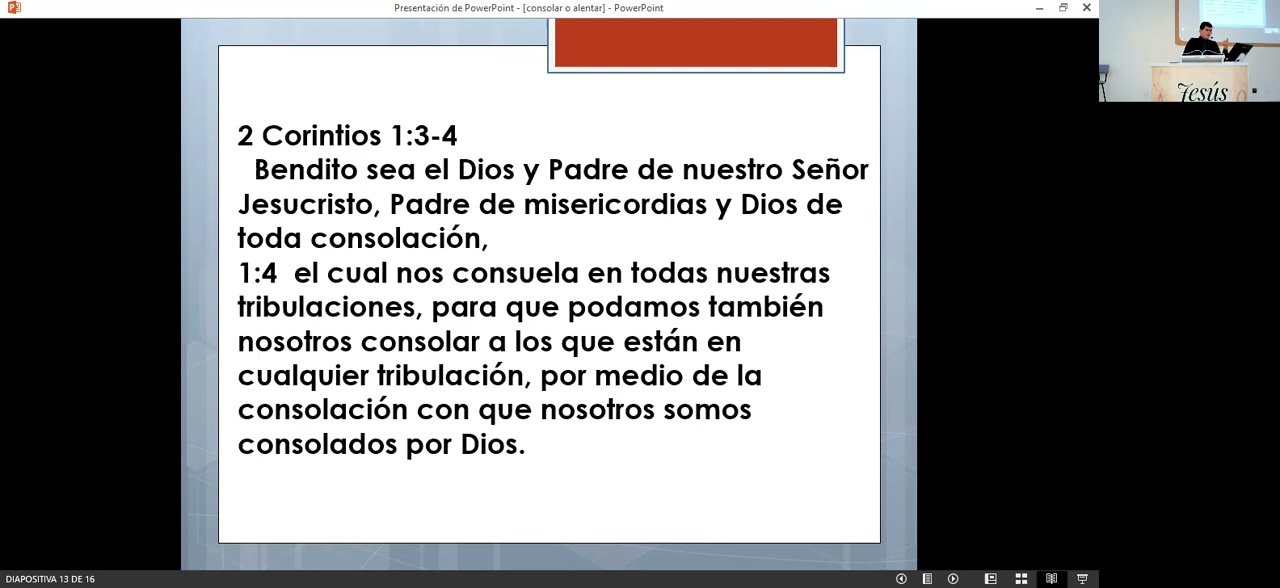 Presentación de PowerPoint - [consolar o alentar] - PowerPoint
2 Corintios 1:3-4
Bendito sea el Dios y Padre de nuestro Señor
Jesucristo, Padre de misericordias y Dios de
toda consolación,
1:4 el cual nos consuela en todas nuestras
tribulaciones, para que podamos también
nosotros consolar a los que están en
cualquier tribulación, por medio de la
consolación con que nosotros somos
consolados por Dios.
Jesús
DIAPOSITIVA 13 DE 16